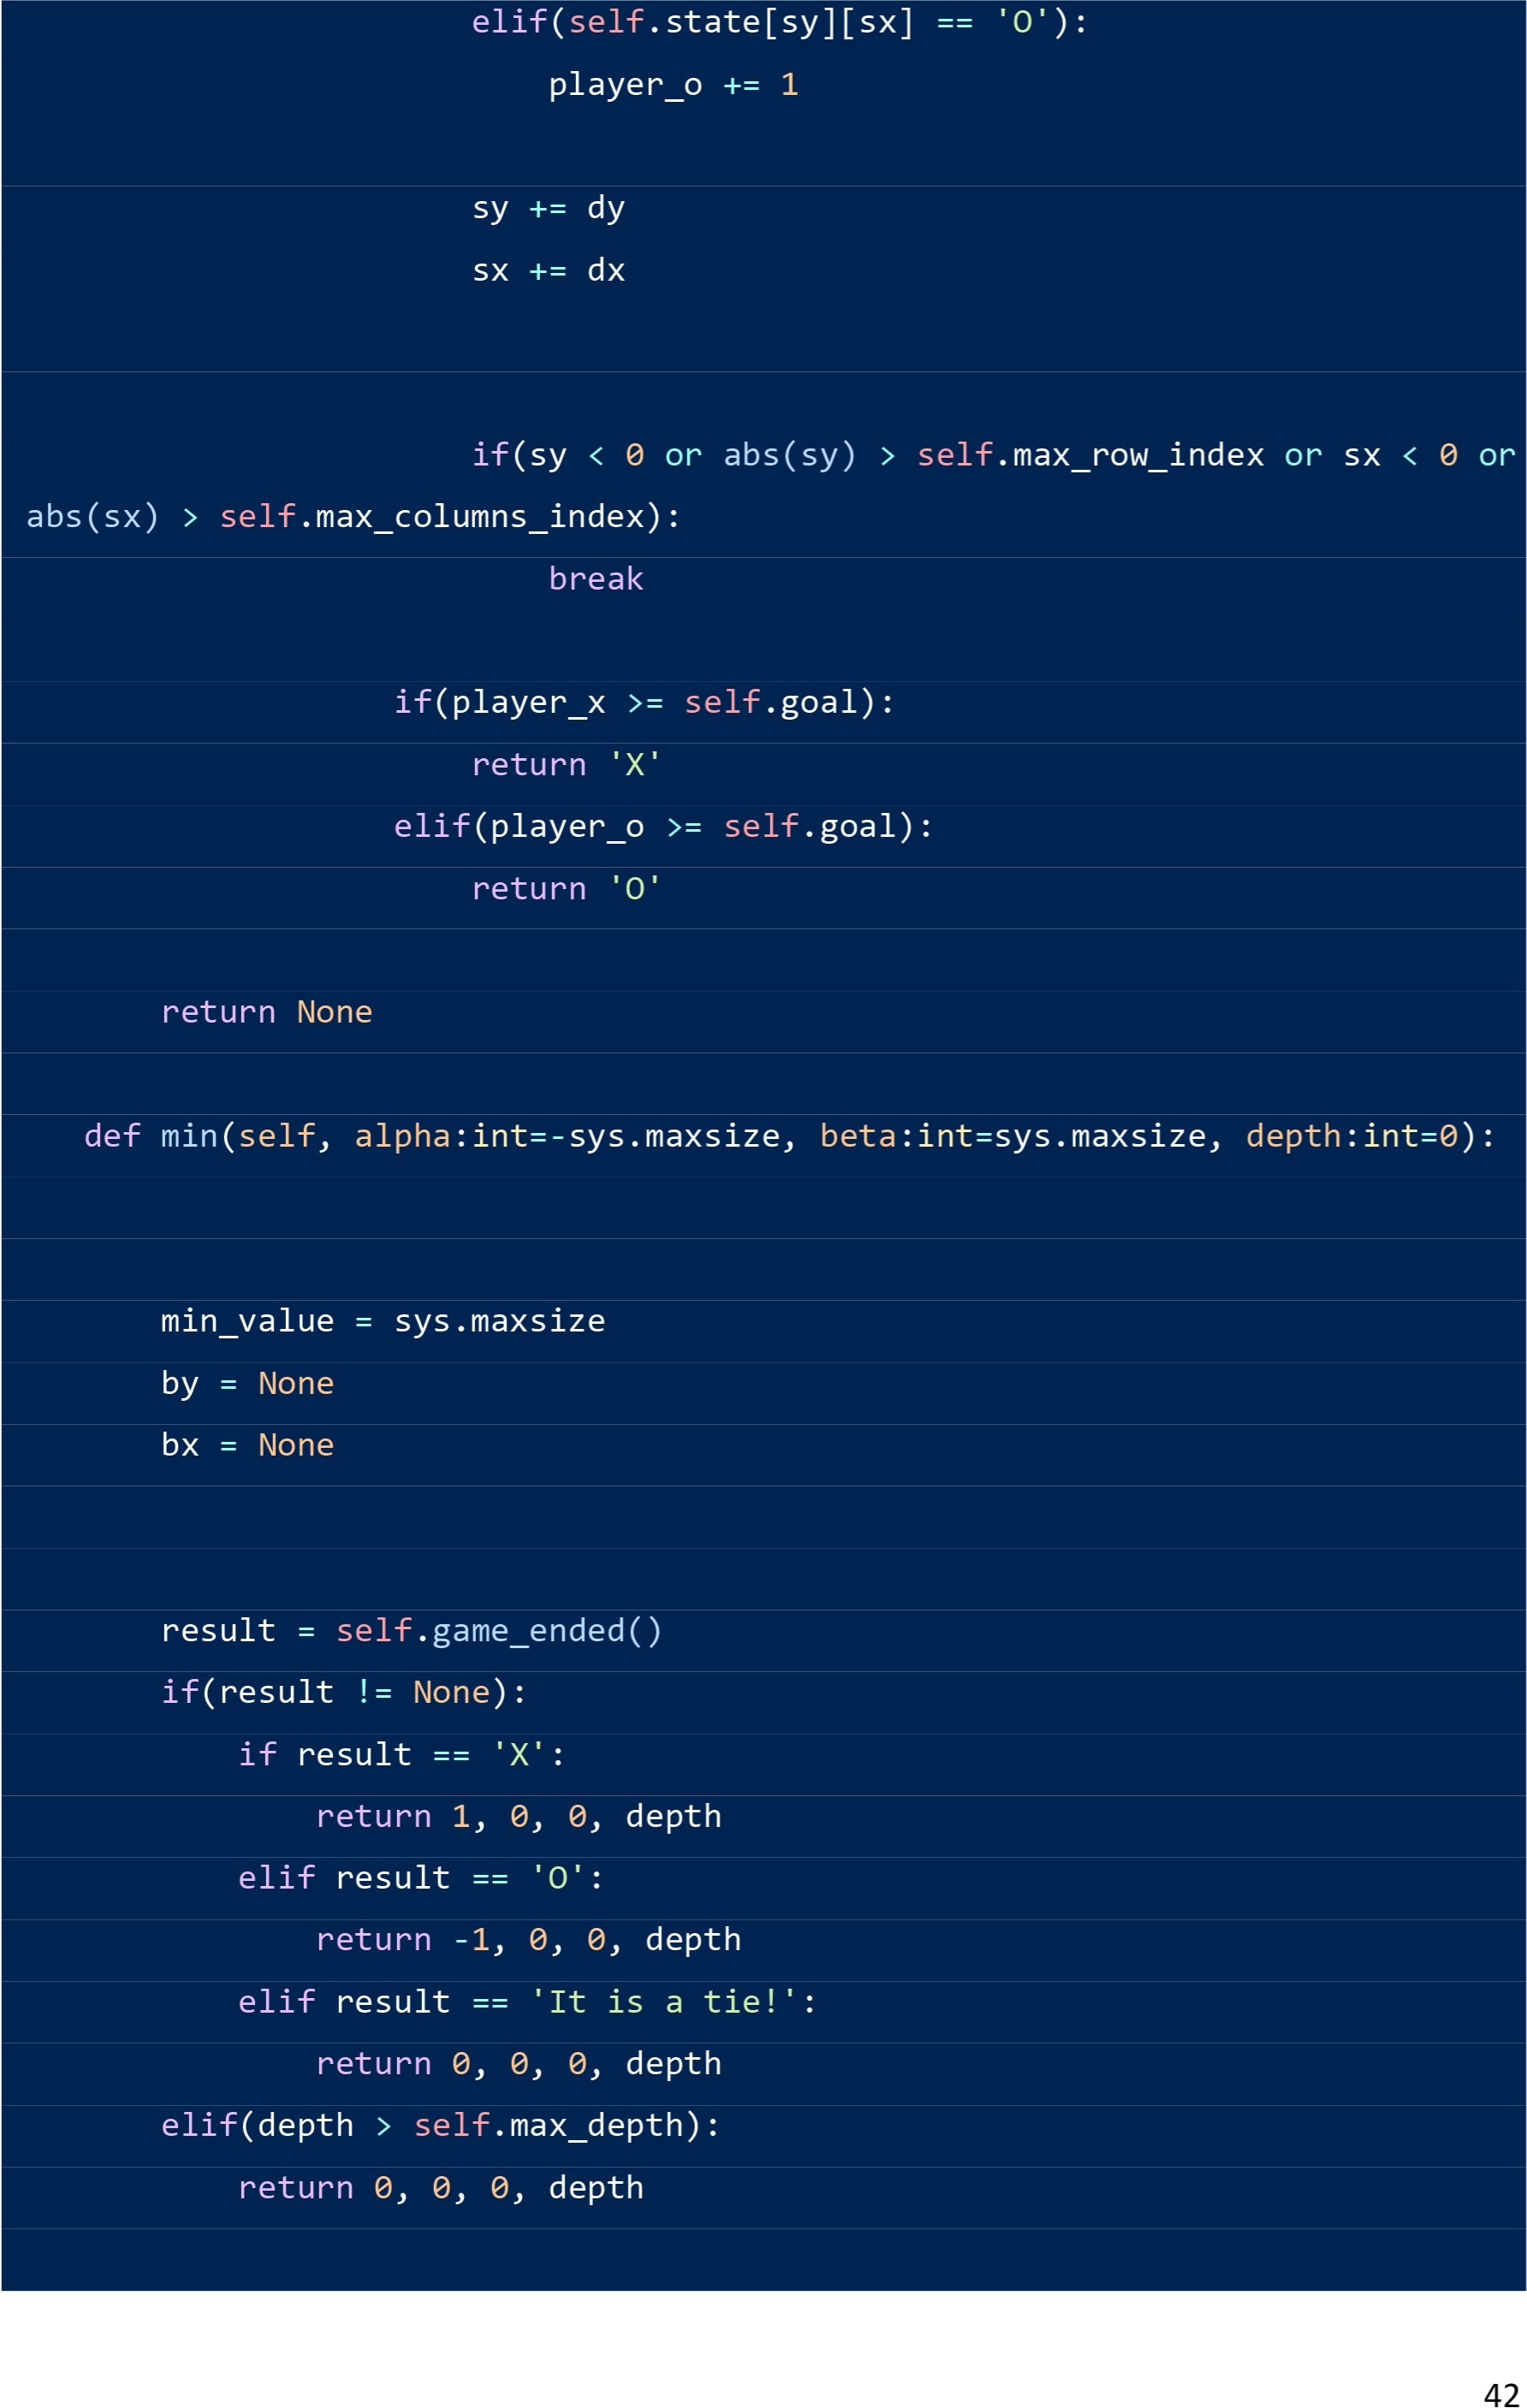 elif(self.state[sy][sx] == 'O'):
player_o += 1
sy += dy
sx += dx
if(sy < 0 or abs(sy) > self.max_row_index or sx < 0 or
abs(sx) > self.max_columns_index):
break
if(player_x >= self.goal):
return 'X'
elif(player_o >= self.goal):
return 'O'
return None
def min(self, alpha:int=-sys.maxsize, beta:int=sys.maxsize, depth:int=0):
min_value = sys.maxsize
by = None
bx = None
result = self.game_ended()
if(result != None):
if result == 'X':
return 1, 0, 0, depth
elif result == 'O':
return -1, 0, 0, depth
elif result == 'It is a tie!':
return 0, 0, 0, depth
elif(depth > self.max_depth):
return 0, 0, 0, depth
42